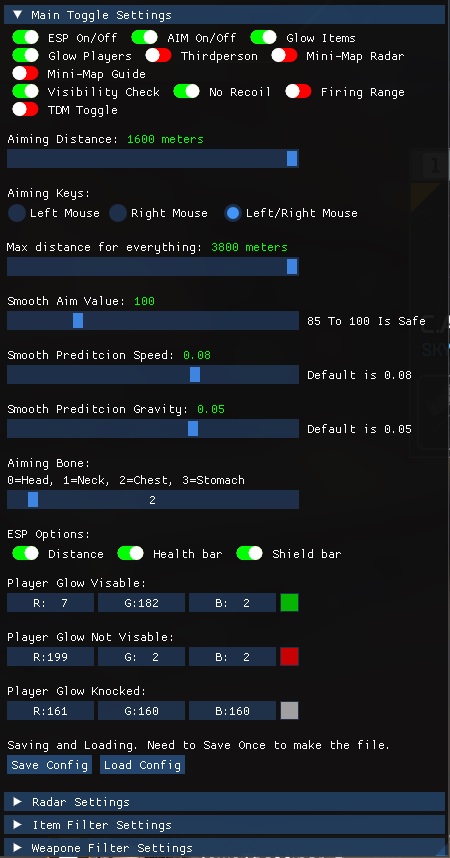 Main Toggle Settings
ESP On/Off AIM On/Off Glow Items
Glow Players Thirdperson Mini-Map Radar
Mini-Map Guide
Visibility Check No Recoil Firing Range
TDM Toggle
Aiming Distance: 1600 meters
Aiming Keys:
Left Mouse Right Mouse Left/Right Mouse
Max distance for everything: 3800 meters
Smooth Aim Value: 100
85 To 100 Is Safe
Smooth Preditcion Speed: 0.08
Default is 0.08
Smooth Preditcion Gravity: 0.05
Default is 0.05
Aiming Bone:
0=Head, 1=Neck, 2=Chest, 3=Stomach
2
ESP Options:
Distance Health bar Shield bar
Player Glow Visable:
R: 7 G:182 B: 2
Player Glow Not Visable:
R:199 G: 2 B: 2
Player Glow Knocked:
R:161 G:160 B:160
Saving and Loading. Need to Save Once to make the file.
Save Config Load Config
Radar Settings
Item Filter Settings
Weapone Filter Settings